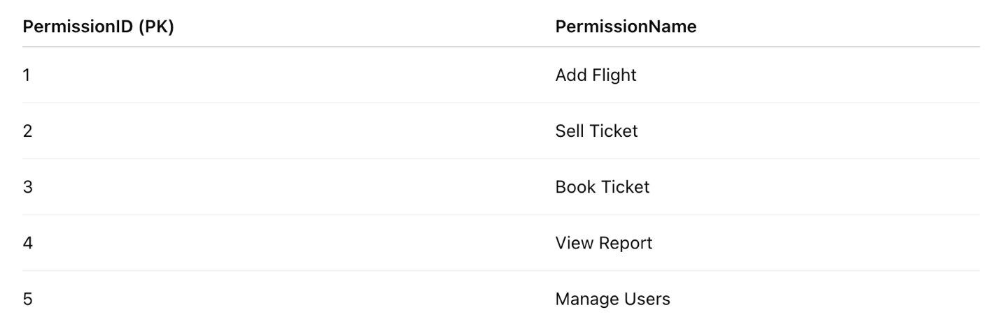 PermissionID (PK) PermissionName
1 Add Flight
2 Sell Ticket
3 Book Ticket
4 View Report
5 Manage Users